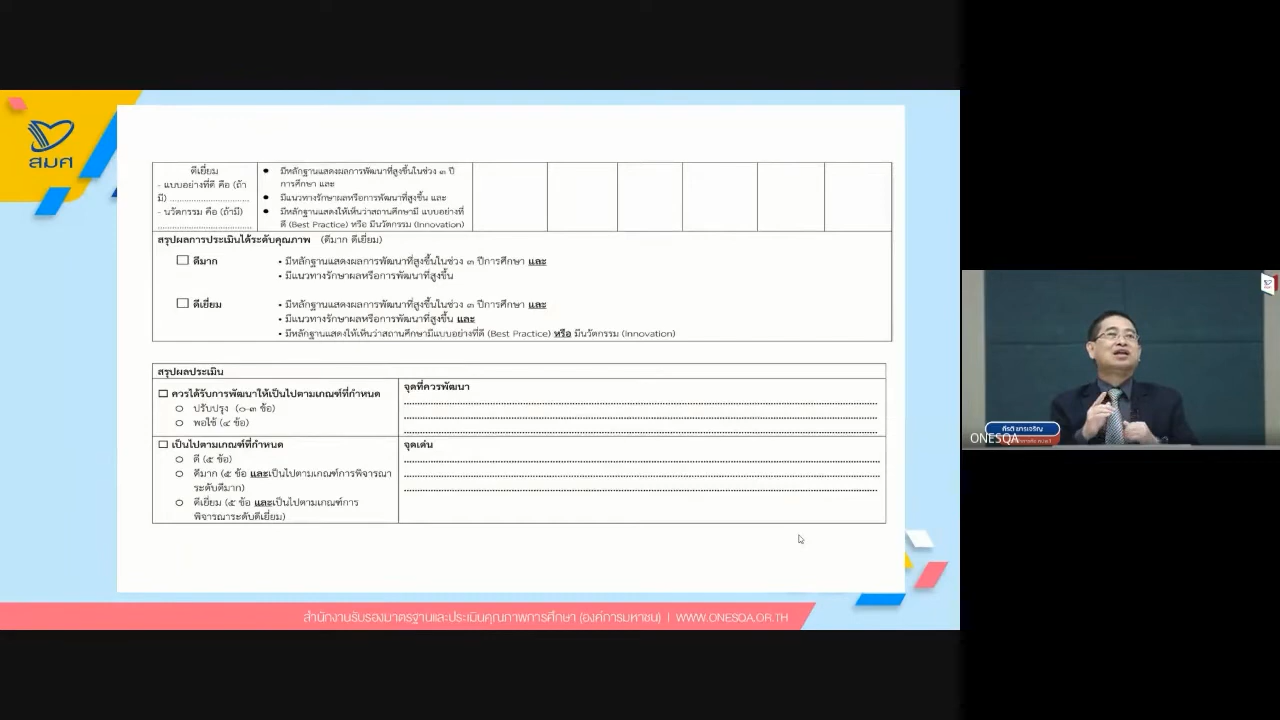 สมศ
ดีเยี่ยม
- แบบอย่างที่ดี คือ (ถ้า
มี) ..............................
- นวัตกรรม คือ (ถ้ามี)
...................................
● มีหลักฐานแสดงผลการพัฒนาที่สูงขึ้นในช่วง ๓ ปี
การศึกษา และ
● มีแนวทางรักษาผลหรือการพัฒนาที่สูงขึ้น และ
● มีหลักฐานแสดงให้เห็นว่าสถานศึกษามี แบบอย่างที่
ดี (Best Practice) หรือ มีนวัตกรรม (Innovation)
สรุปผลการประเมินได้ระดับคุณภาพ (ดีมาก ดีเยี่ยม)
☐ ดีมาก • มีหลักฐานแสดงผลการพัฒนาที่สูงขึ้นในช่วง ๓ ปีการศึกษา และ
• มีแนวทางรักษาผลหรือการพัฒนาที่สูงขึ้น
☐ ดีเยี่ยม • มีหลักฐานแสดงผลการพัฒนาที่สูงขึ้นในช่วง ๓ ปีการศึกษา และ
• มีแนวทางรักษาผลหรือการพัฒนาที่สูงขึ้น และ
• มีหลักฐานแสดงให้เห็นว่าสถานศึกษามีแบบอย่างที่ดี (Best Practice) หรือ มีนวัตกรรม (Innovation)
สรุปผลประเมิน
☐ ควรได้รับการพัฒนาให้เป็นไปตามเกณฑ์ที่กำหนด
○ ปรับปรุง (๐-๓ ข้อ)
○ พอใช้ (๔ ข้อ)
จุดที่ควรพัฒนา
☐ เป็นไปตามเกณฑ์ที่กำหนด
○ ดี (๕ ข้อ)
○ ดีมาก (๕ ข้อ และเป็นไปตามเกณฑ์การพิจารณา
ระดับดีมาก)
○ ดีเยี่ยม (๕ ข้อ และเป็นไปตามเกณฑ์การ
พิจารณาระดับดีเยี่ยม)
จุดเด่น
สำนักงานรับรองมาตรฐานและประเมินคุณภาพการศึกษา (องค์การมหาชน) | WWW.ONESQA.OR.TH
ONESQA